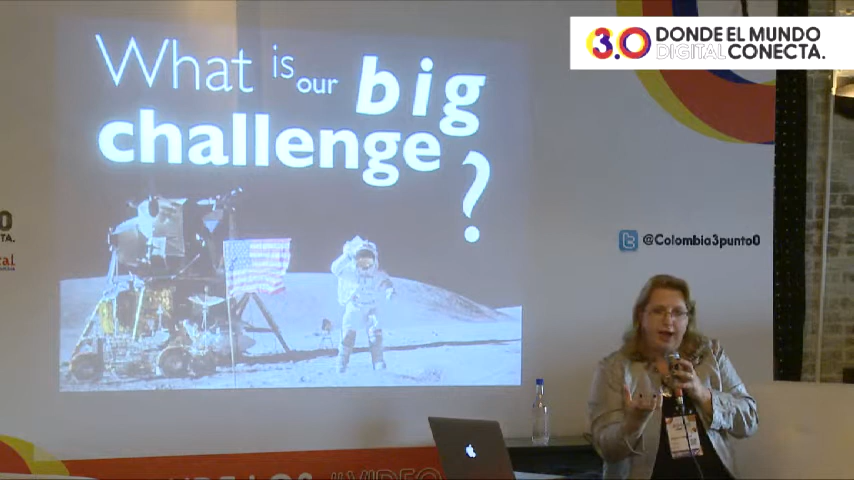 What is our big
challenge
?
3.0 DONDE EL MUNDO
DIGITAL CONECTA.
@Colombia3punto0